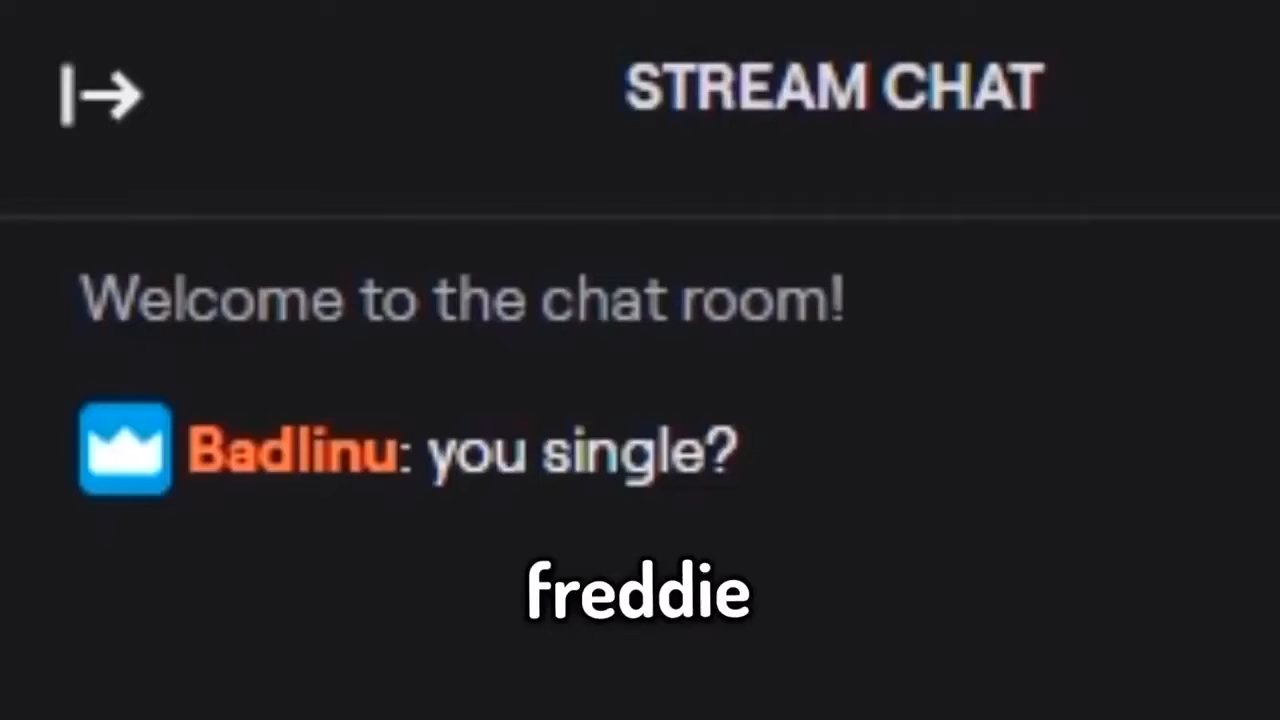 STREAM CHAT
Welcome to the chat room!
Badlinu: you single?
freddie